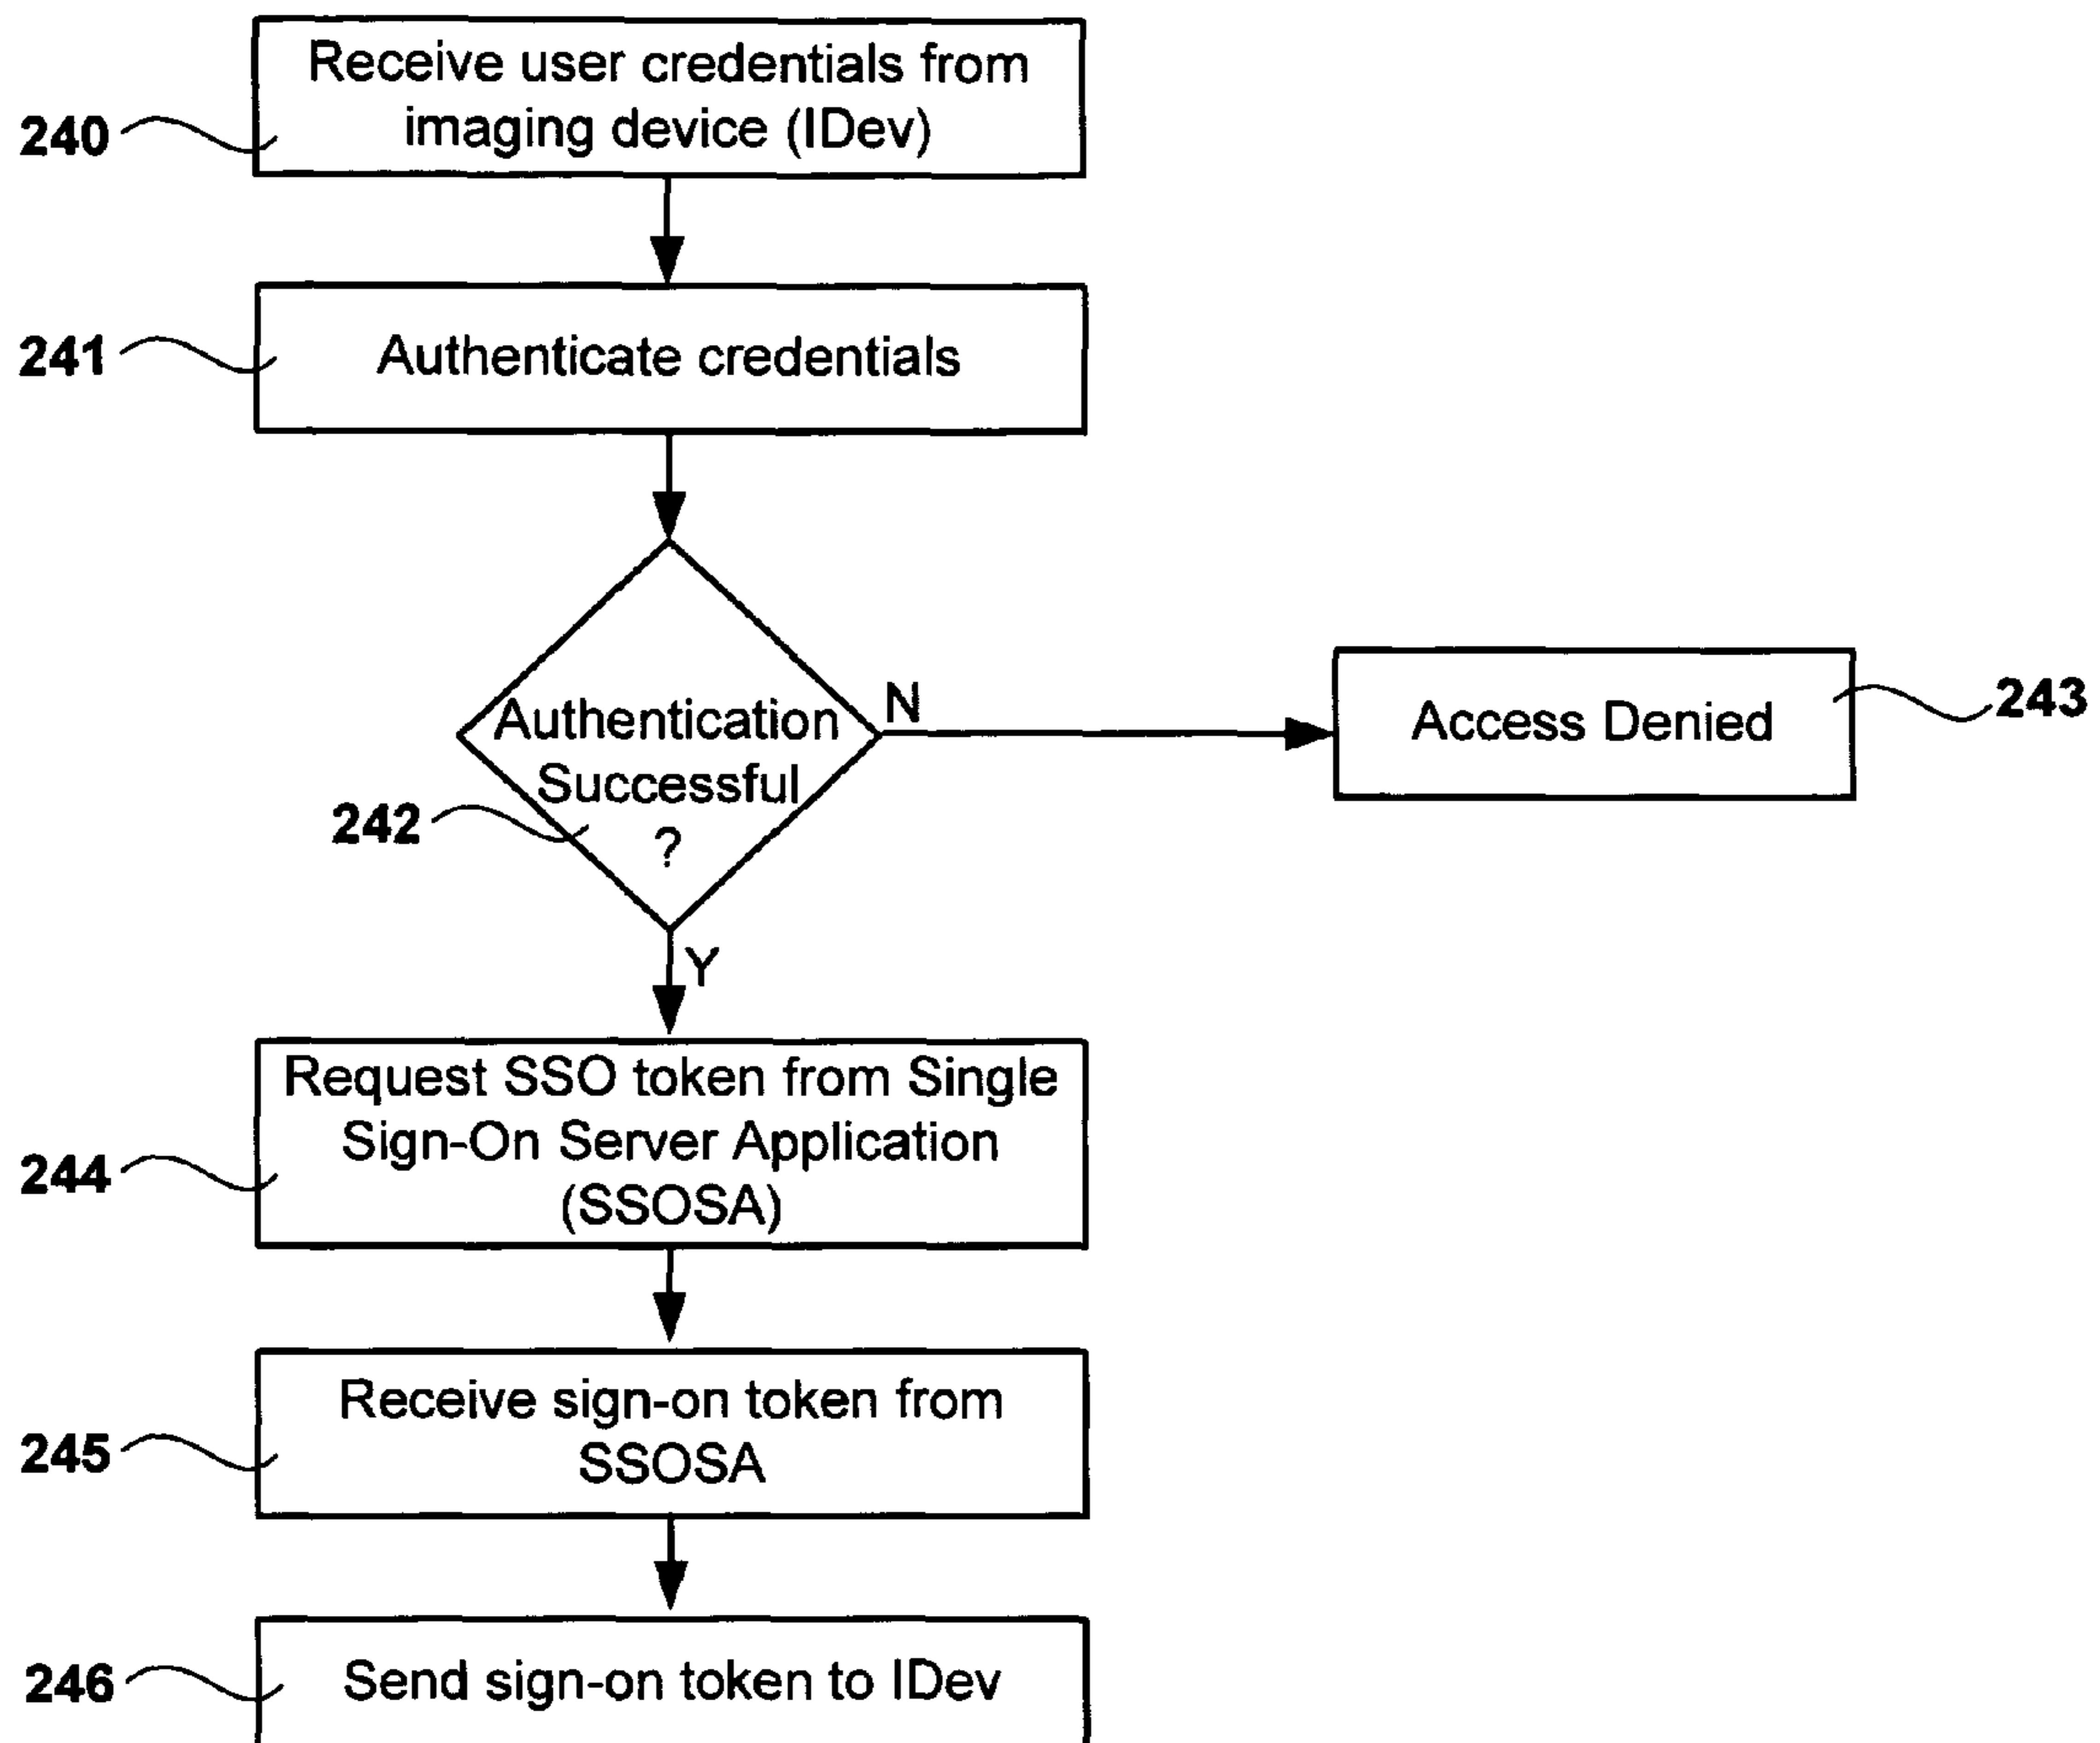 Receive user credentials from
imaging device (IDev)
240
Authenticate credentials
241
Authentication
Successful
?
242
N
Access Denied
243
Y
Request SSO token from Single
Sign-On Server Application
(SSOSA)
244
Receive sign-on token from
SSOSA
245
Send sign-on token to IDev
246